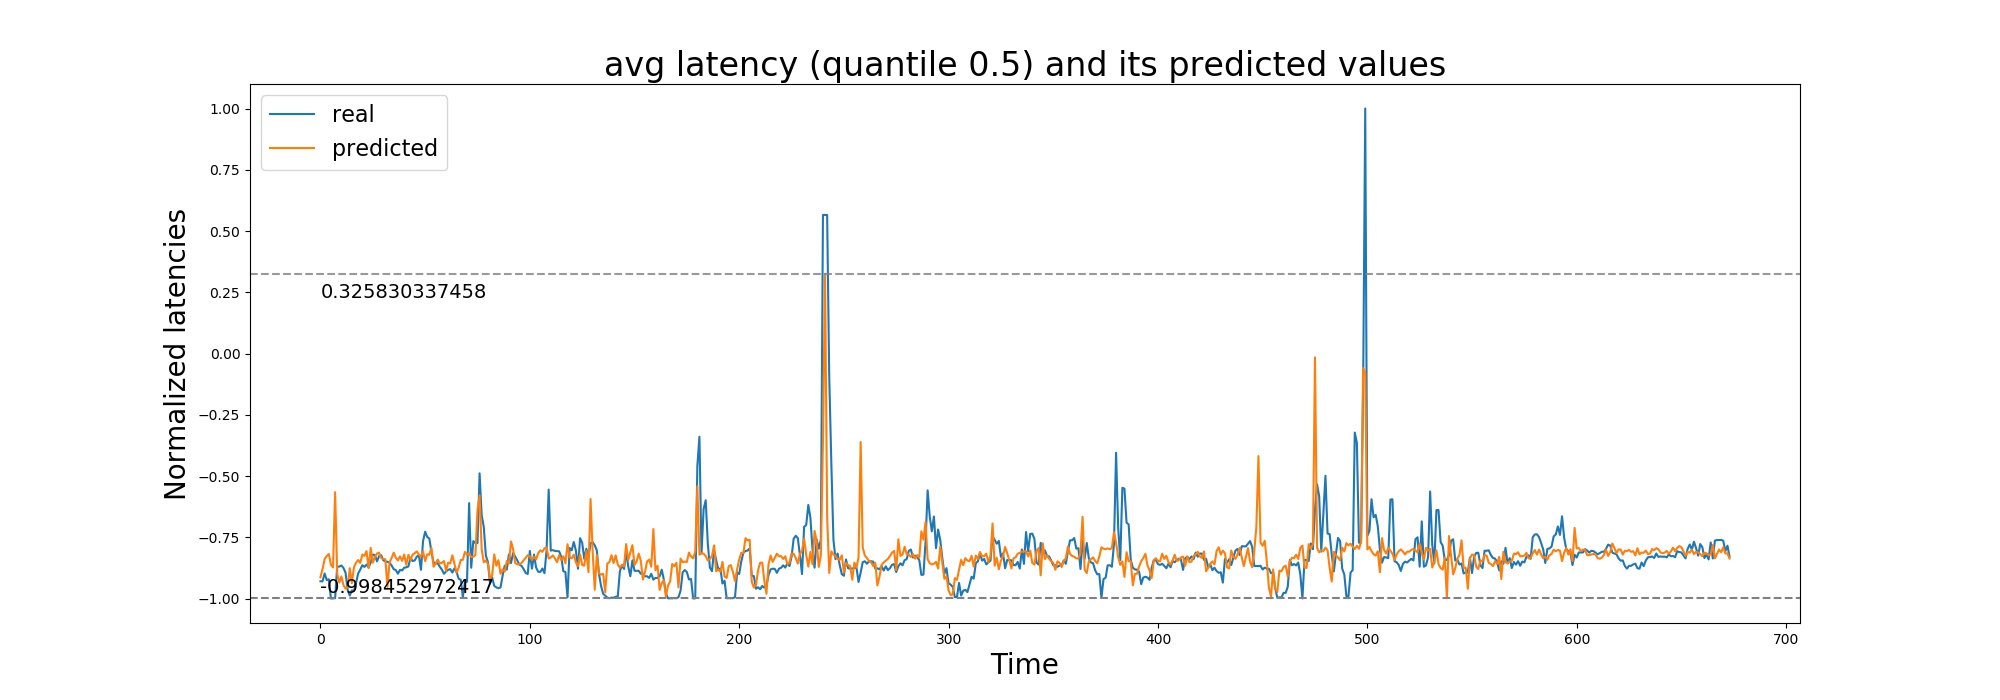 avg latency (quantile 0.5) and its predicted values
real
predicted
Normalized latencies
1.00
0.75
0.50
0.25
0.00
−0.25
−0.50
−0.75
−1.00
0.325830337458
-0.998452972417
0 100 200 300 400 500 600 700
Time